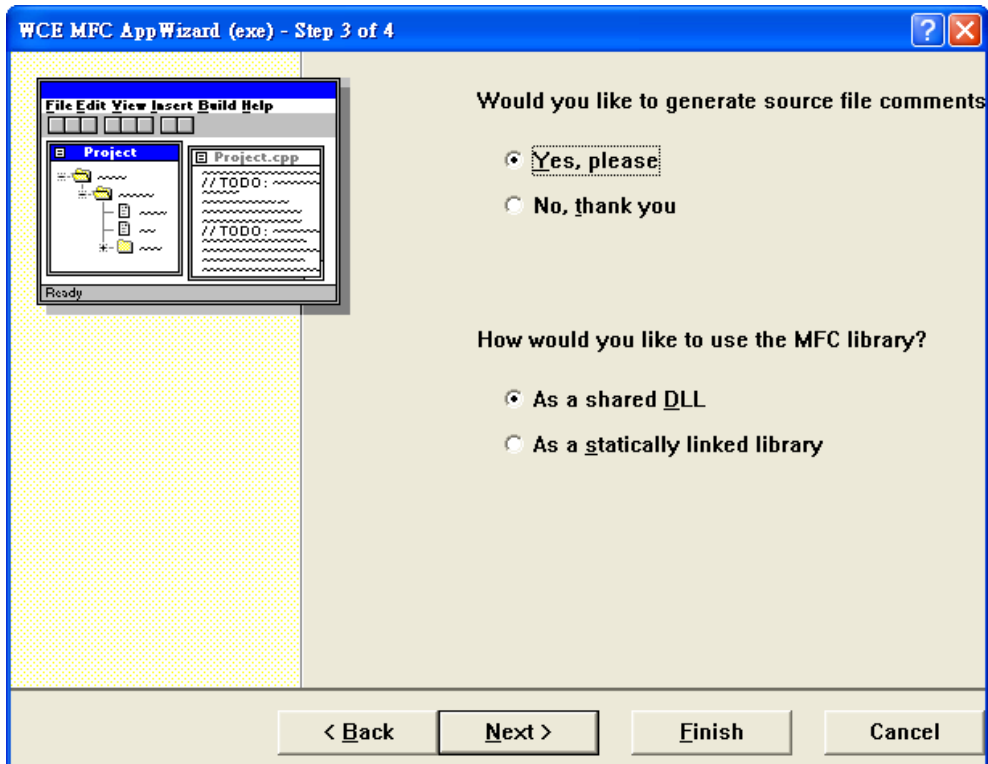 WCE MFC AppWizard (exe) - Step 3 of 4
File Edit View Insert Build Help
Project
Project.cpp
//TODO:
//TODO:
Ready
Would you like to generate source file comments
Yes, please
No, thank you
How would you like to use the MFC library?
As a shared DLL
As a statically linked library
< Back
Next >
Finish
Cancel